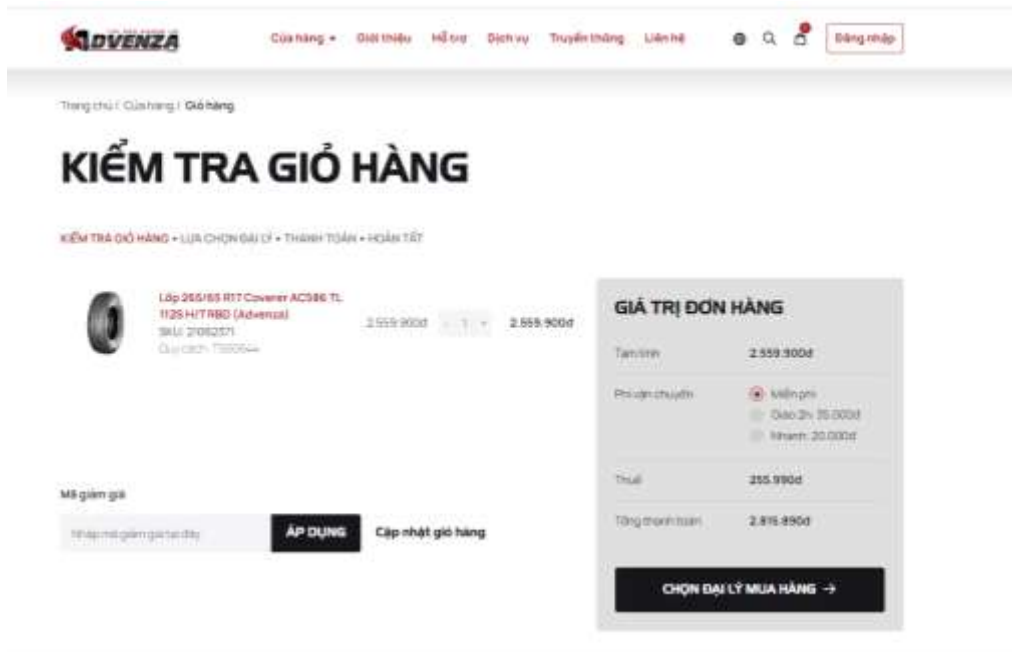 ADVENZA
Cửa hàng Giới thiệu Hỗ trợ Dịch vụ Truyền thông Liên hệ Đăng nhập
Trang chủ / Cửa hàng / Giỏ hàng
KIỂM TRA GIỎ HÀNG
KIỂM TRA GIỎ HÀNG • LỰA CHỌN ĐẠI LÝ • THANH TOÁN • HOÀN TẤT
Lốp 265/65 R17 Coverer AC586 TL
112S H/T RBD (Advenza)
SKU: 21062371
Quy cách:
2.559.900đ - 1 + 2.559.900đ
Mã giảm giá
Nhập mã giảm giá tại đây
ÁP DỤNG
Cập nhật giỏ hàng
GIÁ TRỊ ĐƠN HÀNG
Tạm tính 2.559.900đ
Phí vận chuyển Miễn phí
Giao 2h: 35.000đ
Nhanh: 20.000đ
Thuế 255.990đ
Tổng thanh toán 2.815.890đ
CHỌN ĐẠI LÝ MUA HÀNG →